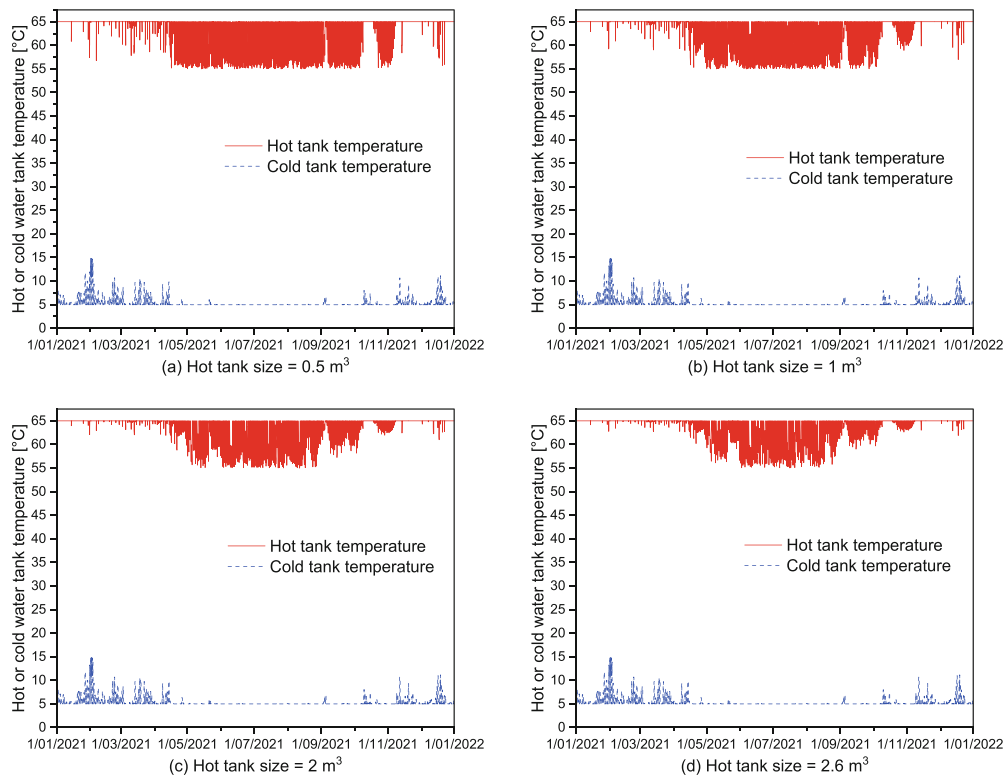 Hot or cold water tank temperature [°C]
65
60
55
50
45
40
35
30
25
20
15
10
5
0
Hot tank temperature
Cold tank temperature
1/01/2021 1/03/2021 1/05/2021 1/07/2021 1/09/2021 1/11/2021 1/01/2022
(a) Hot tank size = 0.5 m³
Hot or cold water tank temperature [°C]
65
60
55
50
45
40
35
30
25
20
15
10
5
0
Hot tank temperature
Cold tank temperature
1/01/2021 1/03/2021 1/05/2021 1/07/2021 1/09/2021 1/11/2021 1/01/2022
(b) Hot tank size = 1 m³
Hot or cold water tank temperature [°C]
65
60
55
50
45
40
35
30
25
20
15
10
5
0
Hot tank temperature
Cold tank temperature
1/01/2021 1/03/2021 1/05/2021 1/07/2021 1/09/2021 1/11/2021 1/01/2022
(c) Hot tank size = 2 m³
Hot or cold water tank temperature [°C]
65
60
55
50
45
40
35
30
25
20
15
10
5
0
Hot tank temperature
Cold tank temperature
1/01/2021 1/03/2021 1/05/2021 1/07/2021 1/09/2021 1/11/2021 1/01/2022
(d) Hot tank size = 2.6 m³